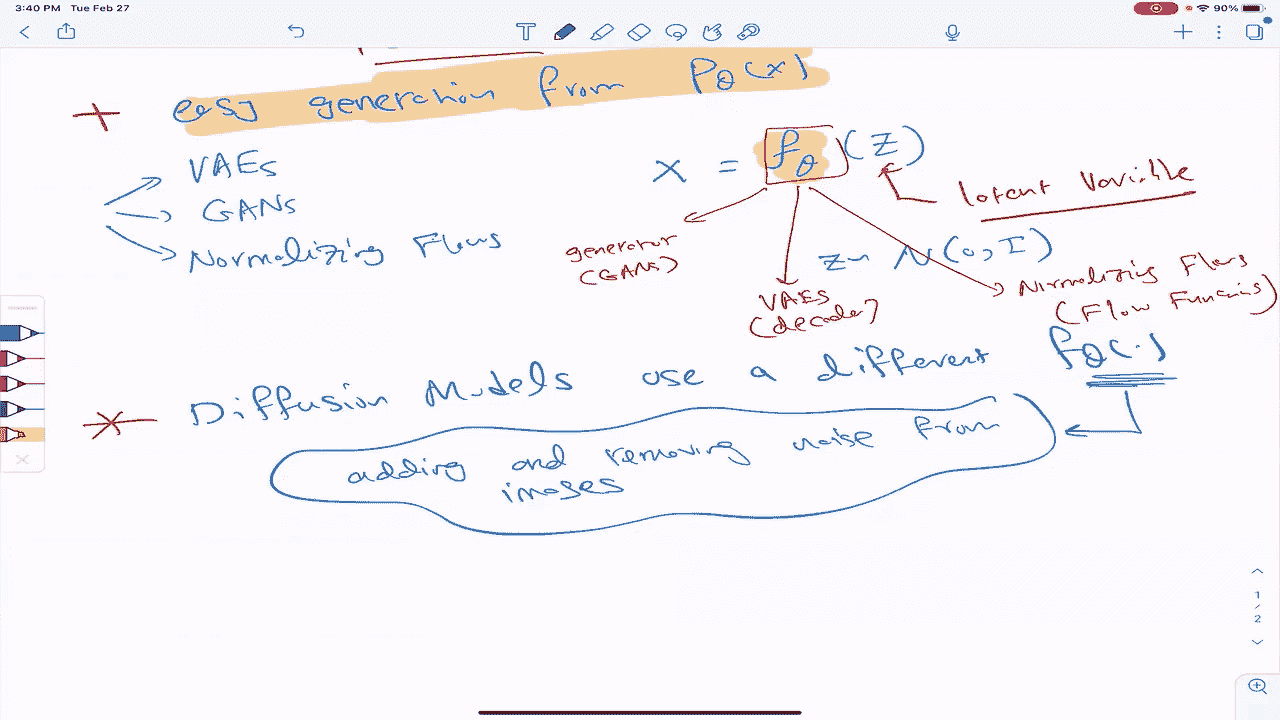 3:40 PM Tue Feb 27
90%
easy generation from Pθ(x)
VAEs
GANs
Normalizing Flows
x = fθ (z)
latent Variable
z~ N(0,I)
generator
(GANs)
VAEs
(decoder)
Normalizing Flows
(Flow Functions)
Diffusion Models use a different fθ(.)
adding and removing noise from
images
1
/
2